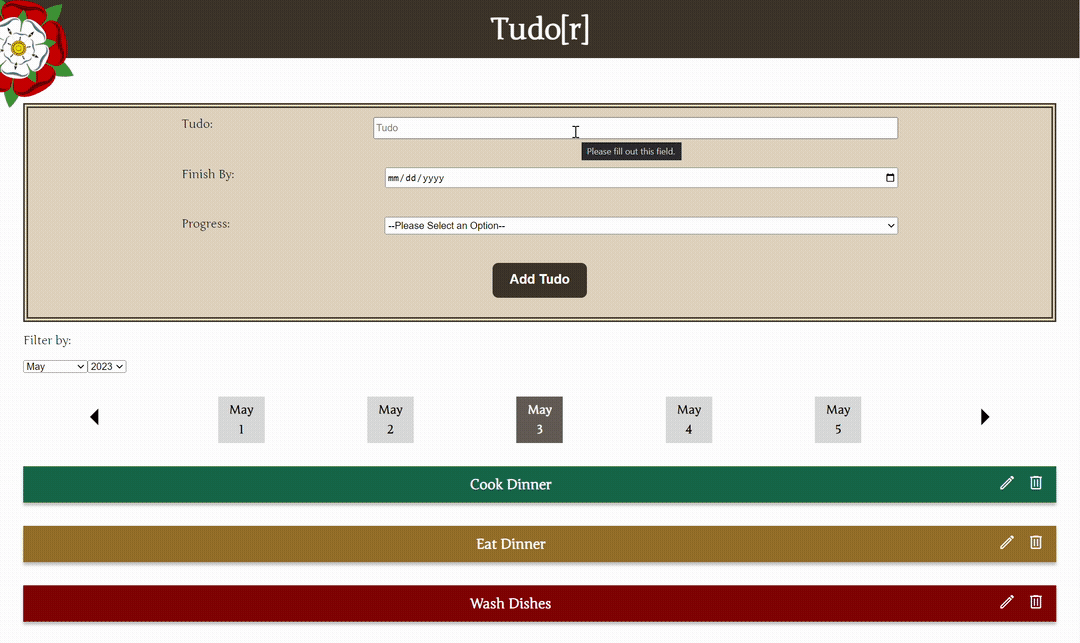 Tudo[r]
Tudo:
Tudo
Please fill out this field.
Finish By:
mm/dd/yyyy
Progress:
--Please Select an Option--
Add Tudo
Filter by:
May 2023
May
1
May
2
May
3
May
4
May
5
Cook Dinner
Eat Dinner
Wash Dishes